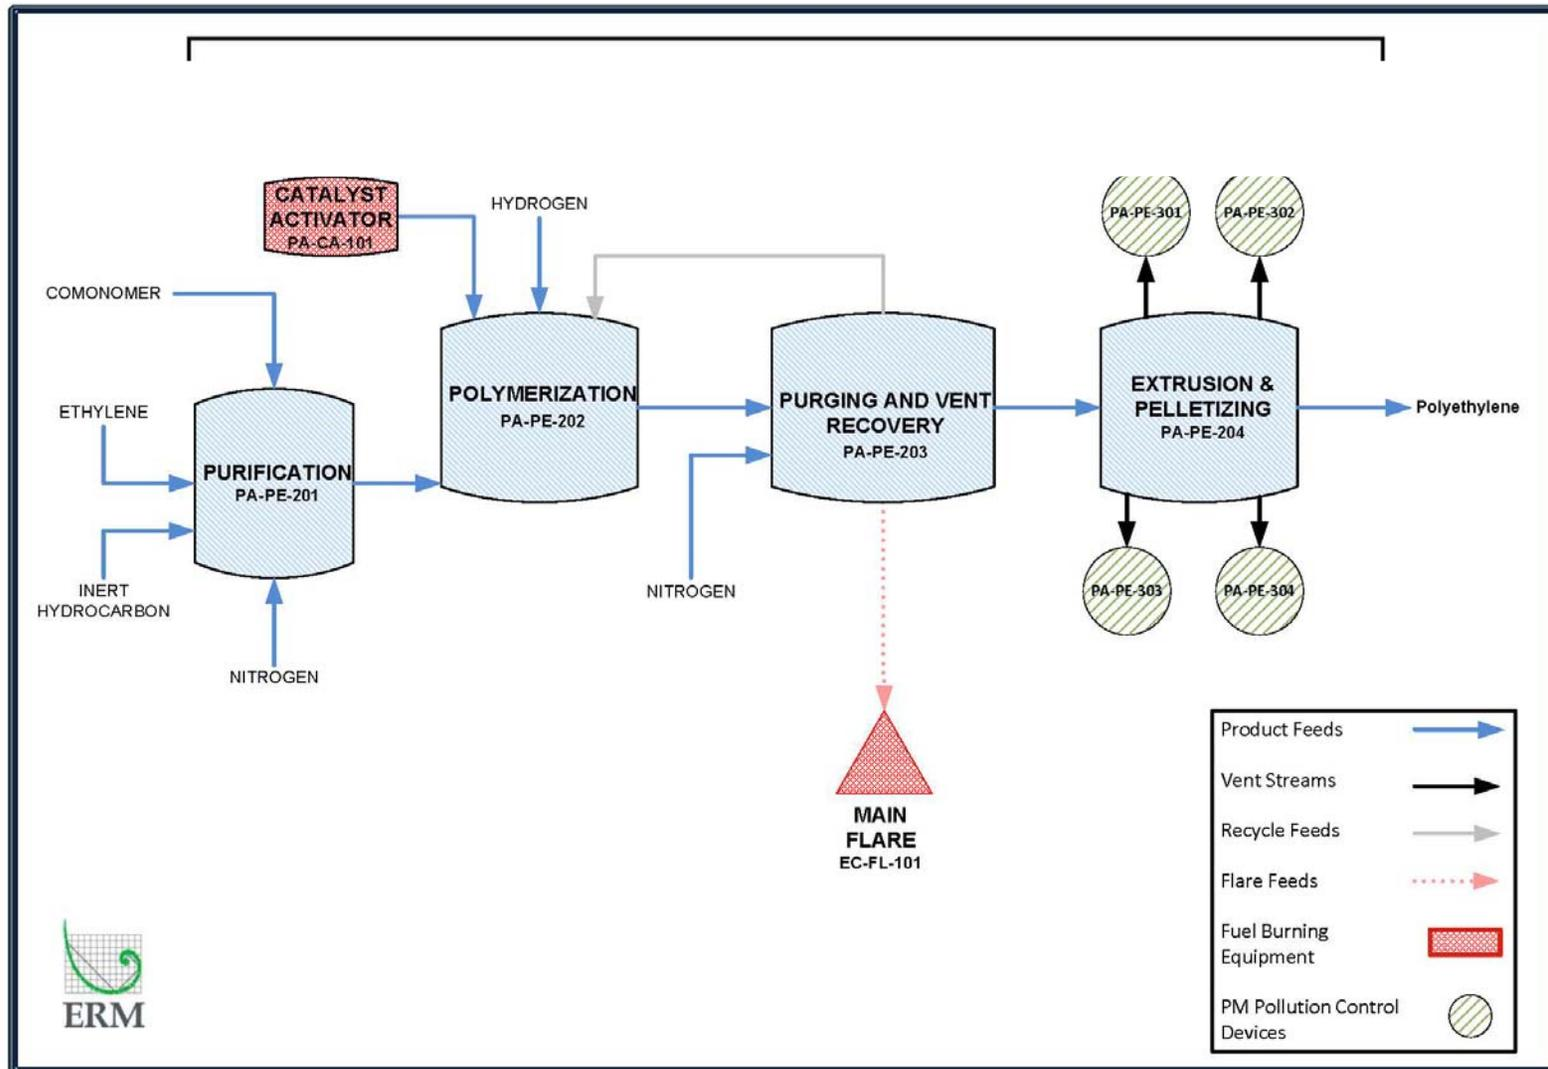 CATALYST
ACTIVATOR
PA-CA-101
HYDROGEN
PA-PE-301
PA-PE-302
COMONOMER
ETHYLENE
PURIFICATION
PA-PE-201
INERT
HYDROCARBON
NITROGEN
POLYMERIZATION
PA-PE-202
NITROGEN
PURGING AND VENT
RECOVERY
PA-PE-203
EXTRUSION &
PELLETIZING
PA-PE-204
Polyethylene
PA-PE-303
PA-PE-304
MAIN
FLARE
EC-FL-101
Product Feeds
Vent Streams
Recycle Feeds
Flare Feeds
Fuel Burning
Equipment
PM Pollution Control
Devices
ERM